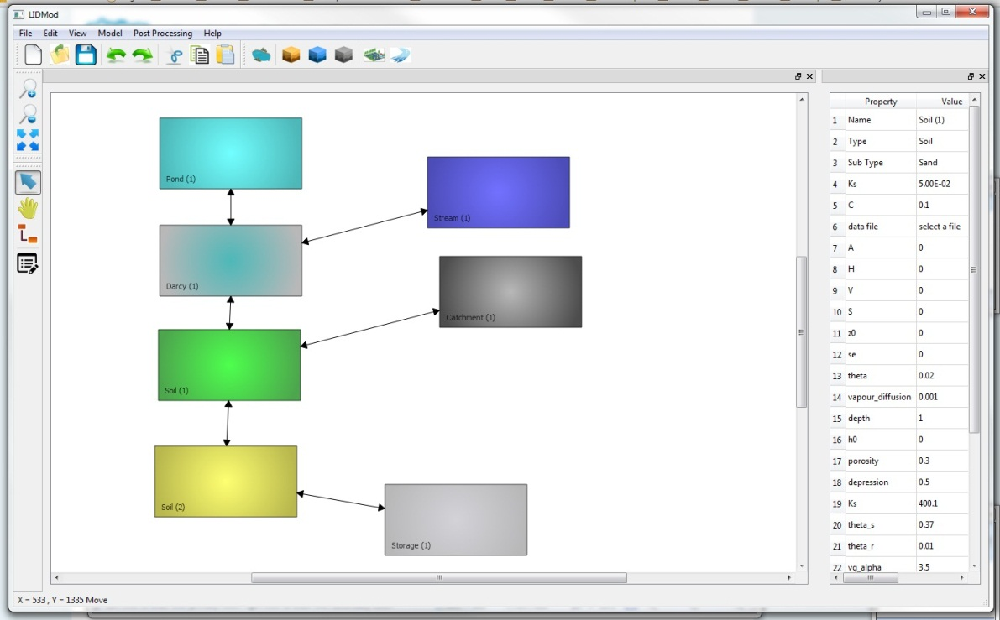 LIDMod
File Edit View Model Post Processing Help
Pond (1)
Stream (1)
Darcy (1)
Catchment (1)
Soil (1)
Soil (2)
Storage (1)
Property Value
1 Name Soil (1)
2 Type Soil
3 Sub Type Sand
4 Ks 5.00E-02
5 C 0.1
6 data file select a file
7 A 0
8 H 0
9 V 0
10 S 0
11 z0 0
12 se 0
13 theta 0.02
14 vapour_diffusion 0.001
15 depth 1
16 h0 0
17 porosity 0.3
18 depression 0.5
19 Ks 400.1
20 theta_s 0.37
21 theta_r 0.01
22 vg_alpha 3.5
X = 533 , Y = 1335 Move